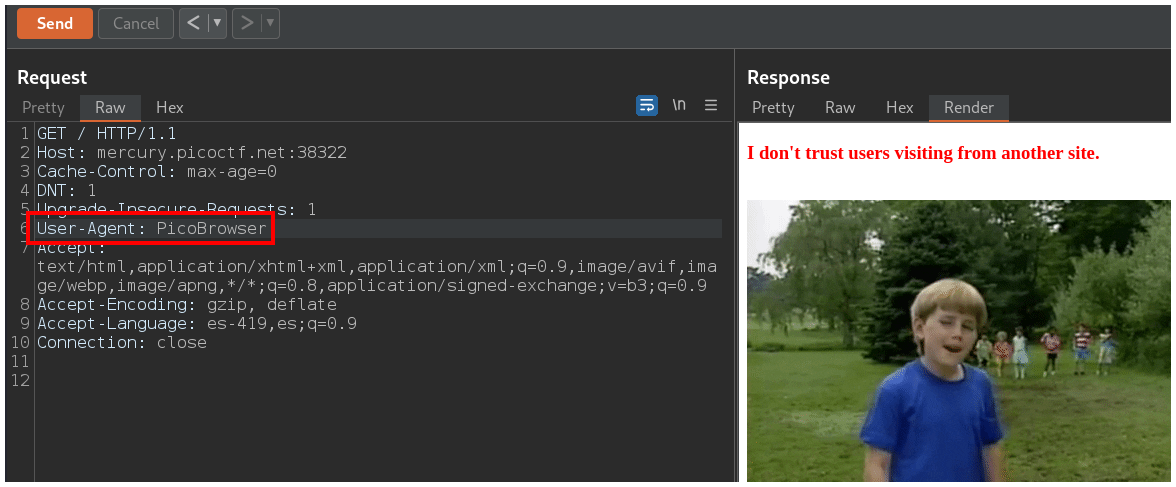 Send Cancel < ▼ > ▼
Request
Pretty Raw Hex \n ≡
1 GET / HTTP/1.1
2 Host: mercury.picoctf.net:38322
3 Cache-Control: max-age=0
4 DNT: 1
5 Upgrade-Insecure-Requests: 1
6 User-Agent: PicoBrowser
7 Accept:
text/html,application/xhtml+xml,application/xml;q=0.9,image/avif,ima
ge/webp,image/apng,*/*;q=0.8,application/signed-exchange;v=b3;q=0.9
8 Accept-Encoding: gzip, deflate
9 Accept-Language: es-419,es;q=0.9
10 Connection: close
11
12
Response
Pretty Raw Hex Render
I don't trust users visiting from another site.